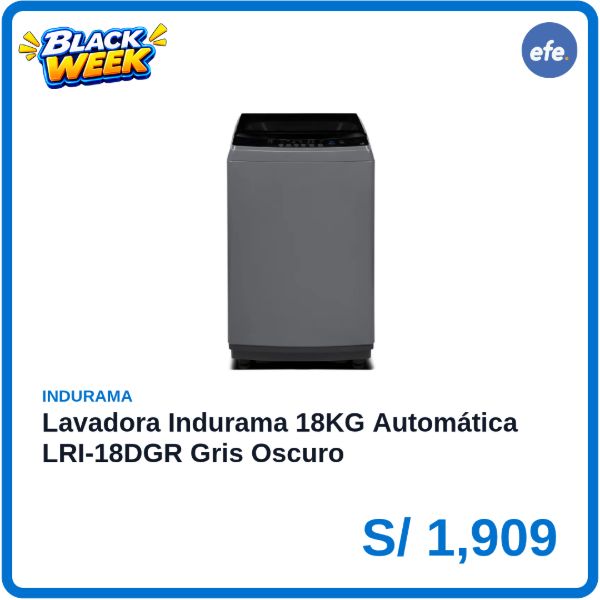 BLACK
WEEK
efe.
INDURAMA
Lavadora Indurama 18KG Automática
LRI-18DGR Gris Oscuro
S/ 1,909